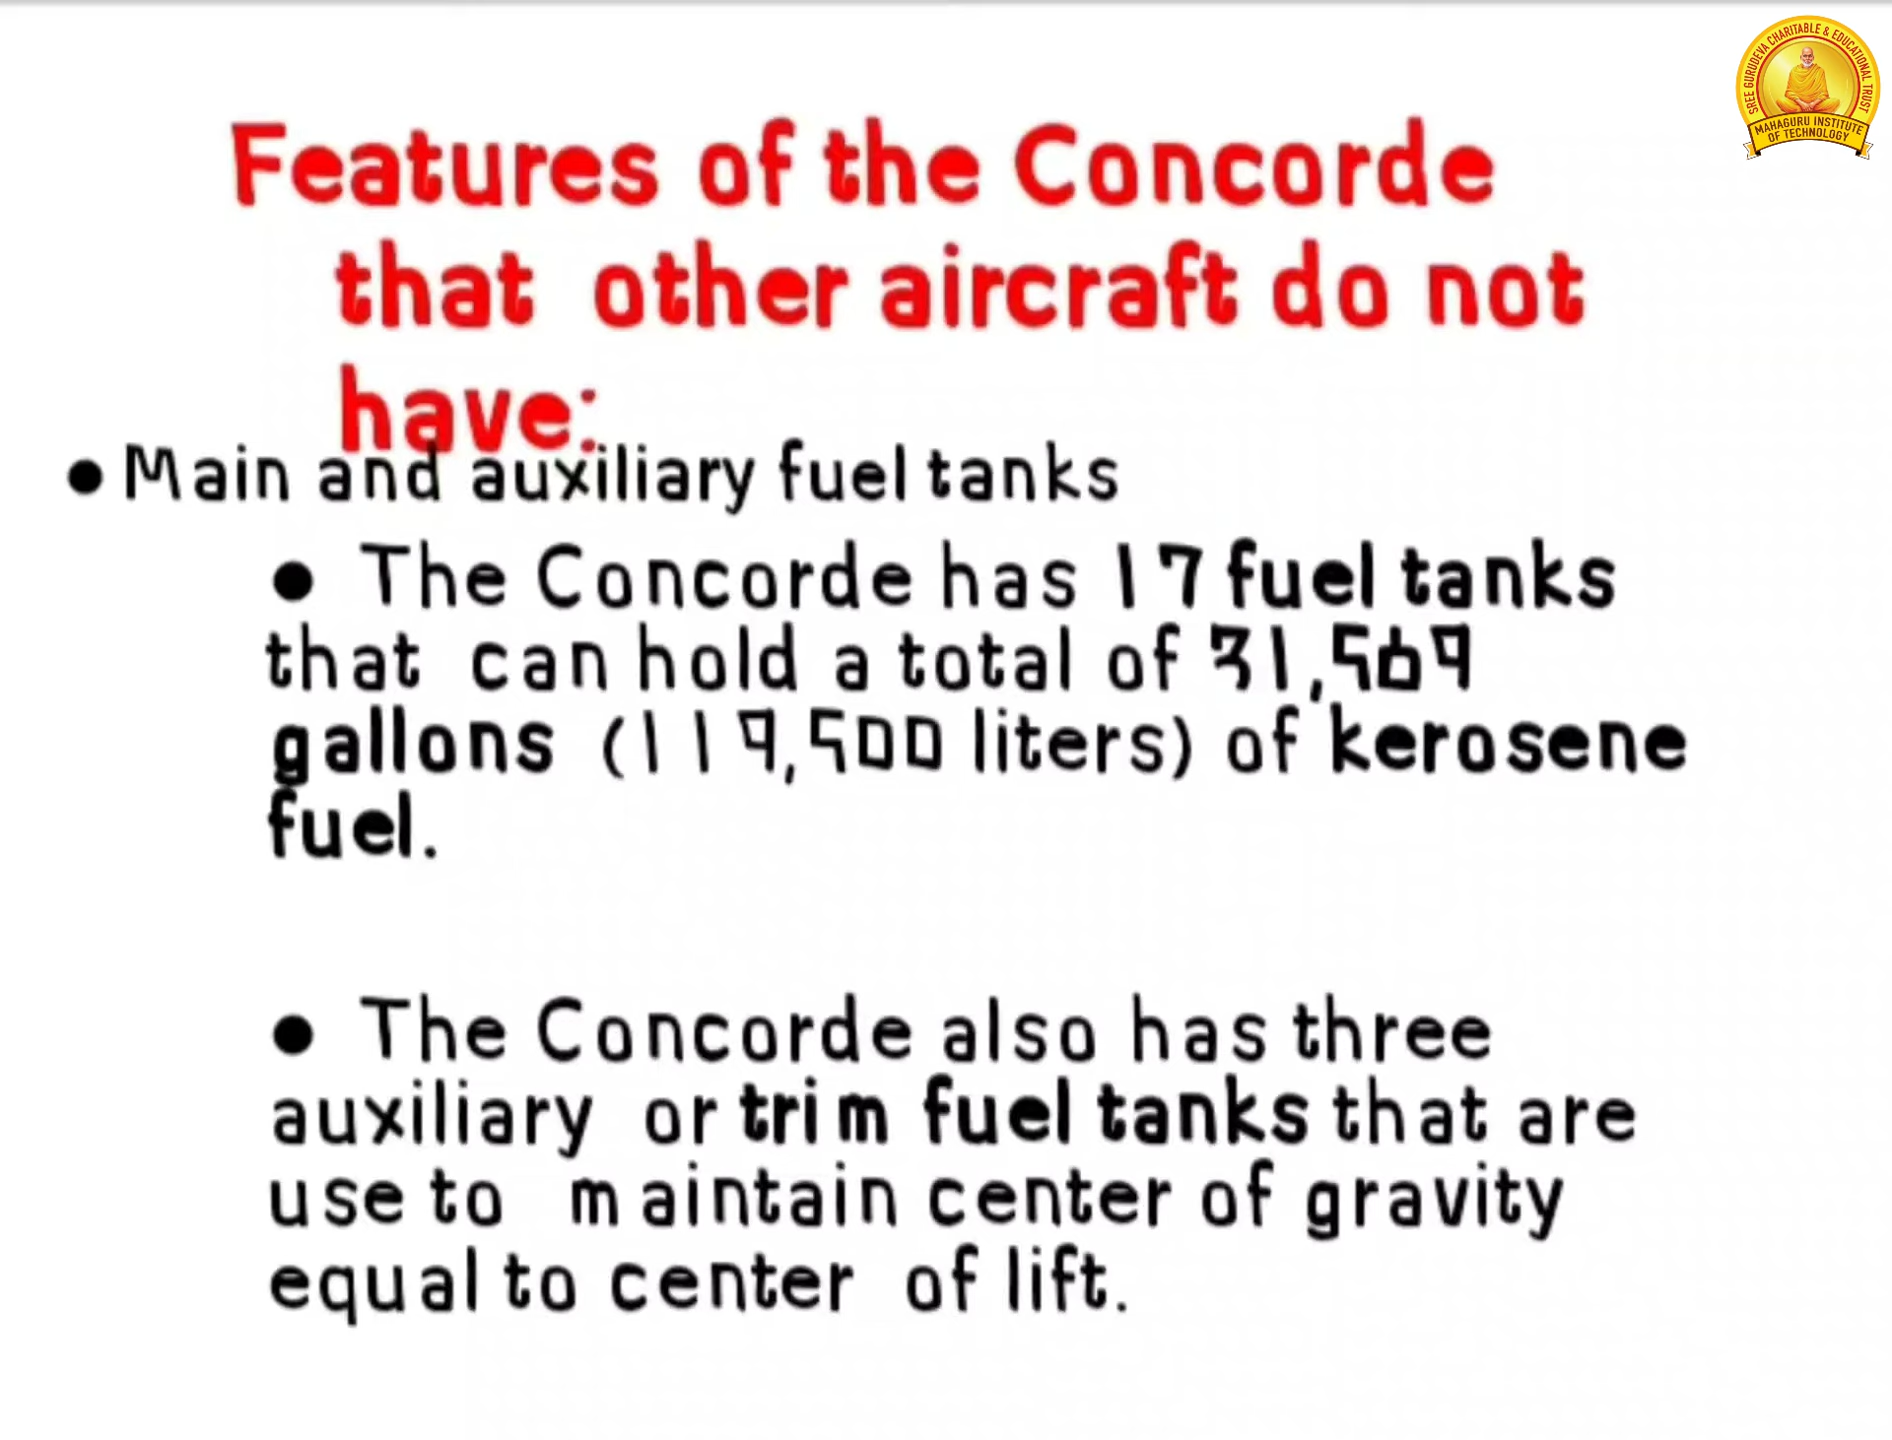 SREE GURUDEVA CHARITABLE & EDUCATIONAL TRUST
MAHAGURU INSTITUTE
OF TECHNOLOGY
Features of the Concorde
that other aircraft do not
have:
● Main and auxiliary fuel tanks
● The Concorde has 17 fuel tanks
that can hold a total of 31,569
gallons (119,500 liters) of kerosene
fuel.
● The Concorde also has three
auxiliary or trim fuel tanks that are
use to maintain center of gravity
equal to center of lift.